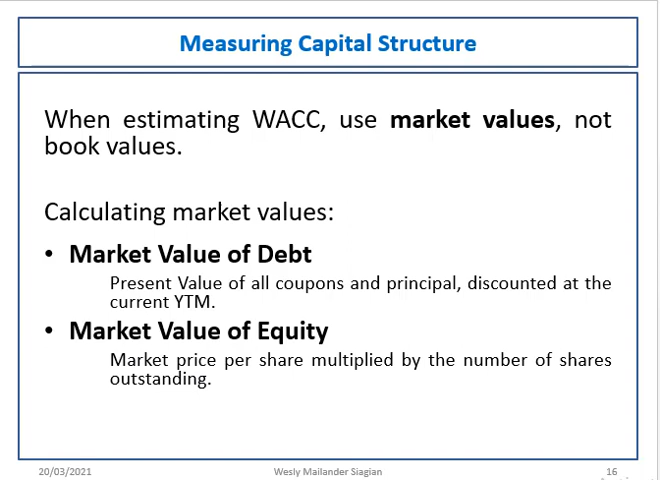 Measuring Capital Structure
When estimating WACC, use market values, not
book values.
Calculating market values:
• Market Value of Debt
Present Value of all coupons and principal, discounted at the
current YTM.
• Market Value of Equity
Market price per share multiplied by the number of shares
outstanding.
20/03/2021 Wesly Mailander Siagian 16